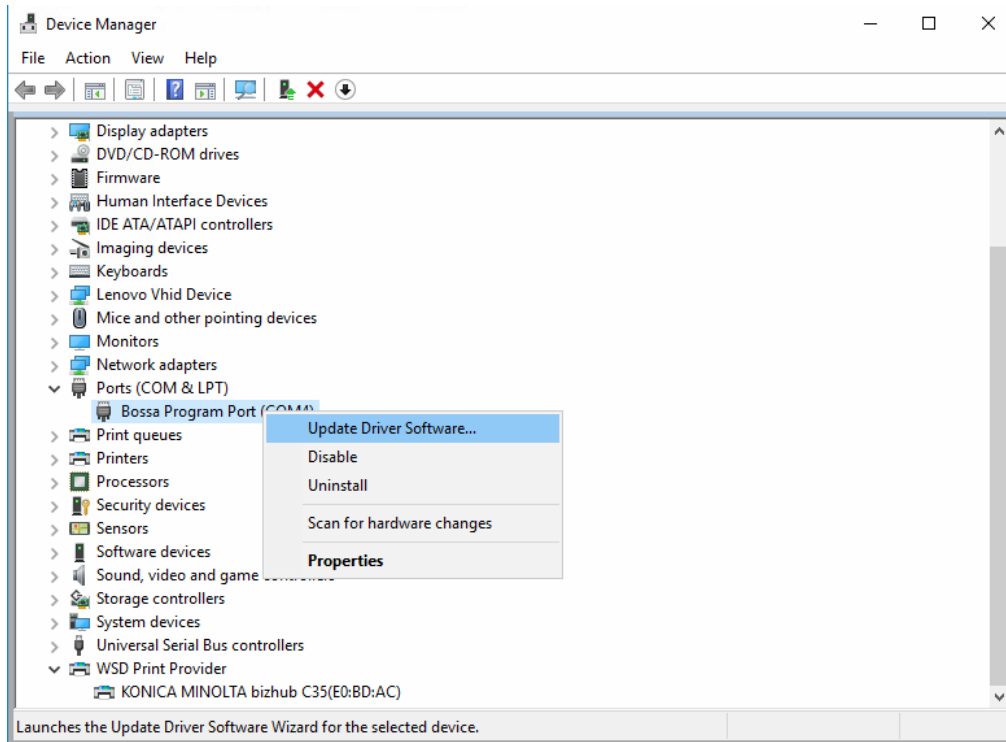 Device Manager
File Action View Help
Display adapters
DVD/CD-ROM drives
Firmware
Human Interface Devices
IDE ATA/ATAPI controllers
Imaging devices
Keyboards
Lenovo Vhid Device
Mice and other pointing devices
Monitors
Network adapters
Ports (COM & LPT)
Bossa Program Port (COM4)
Update Driver Software...
Disable
Uninstall
Scan for hardware changes
Properties
Print queues
Printers
Processors
Security devices
Sensors
Software devices
Sound, video and game controllers
Storage controllers
System devices
Universal Serial Bus controllers
WSD Print Provider
KONICA MINOLTA bizhub C35(E0:BD:AC)
Launches the Update Driver Software Wizard for the selected device.